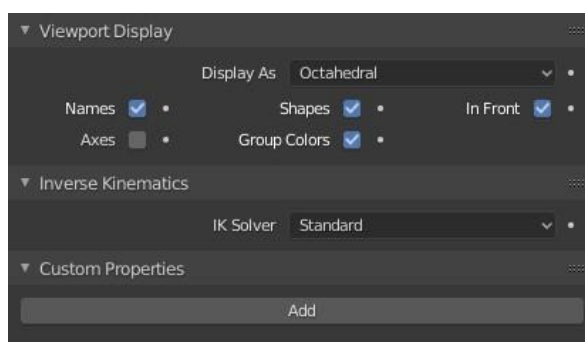 Viewport Display
Display As Octahedral
Names Shapes In Front
Axes Group Colors
Inverse Kinematics
IK Solver Standard
Custom Properties
Add